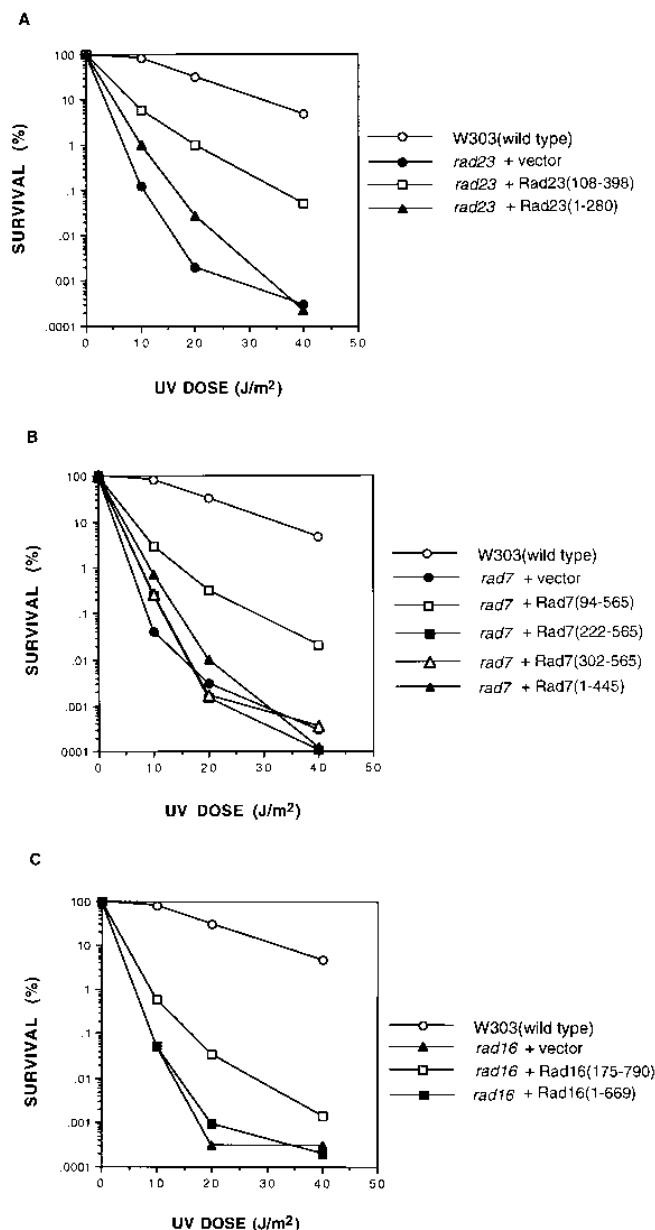 A
SURVIVAL (%)
100
10
1
.1
.01
.001
.0001
0
10
20
30
40
50
UV DOSE (J/m²)
W303(wild type)
rad23 + vector
rad23 + Rad23(108-398)
rad23 + Rad23(1-280)
B
SURVIVAL (%)
100
10
1
.1
.01
.001
.0001
0
10
20
30
40
50
UV DOSE (J/m²)
W303(wild type)
rad7 + vector
rad7 + Rad7(94-565)
rad7 + Rad7(222-565)
rad7 + Rad7(302-565)
rad7 + Rad7(1-445)
C
SURVIVAL (%)
100
10
1
.1
.01
.001
.0001
0
10
20
30
40
50
UV DOSE (J/m²)
W303(wild type)
rad16 + vector
rad16 + Rad16(175-790)
rad16 + Rad16(1-669)